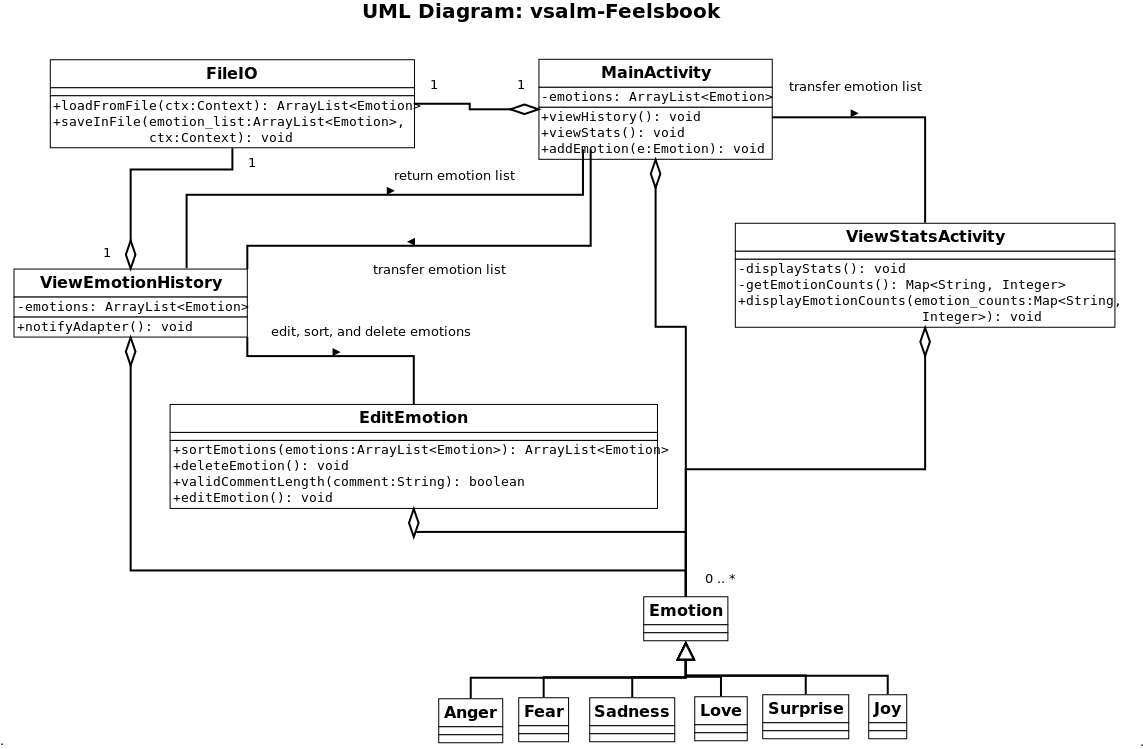 UML Diagram: vsalm-Feelsbook
FileIO
+loadFromFile(ctx:Context): ArrayList<Emotion>
+saveInFile(emotion_list:ArrayList<Emotion>,
ctx:Context): void
1
1
MainActivity
-emotions: ArrayList<Emotion>
+viewHistory(): void
+viewStats(): void
+addEmotion(e:Emotion): void
transfer emotion list
1
return emotion list
1
transfer emotion list
ViewStatsActivity
-displayStats(): void
-getEmotionCounts(): Map<String, Integer>
+displayEmotionCounts(emotion_counts:Map<String,
Integer>): void
ViewEmotionHistory
-emotions: ArrayList<Emotion>
+notifyAdapter(): void
edit, sort, and delete emotions
EditEmotion
+sortEmotions(emotions:ArrayList<Emotion>): ArrayList<Emotion>
+deleteEmotion(): void
+validCommentLength(comment:String): boolean
+editEmotion(): void
0 .. *
Emotion
Anger
Fear
Sadness
Love
Surprise
Joy